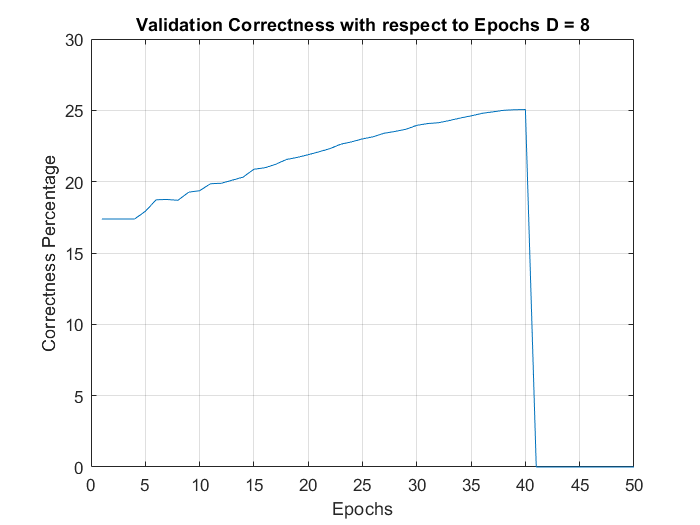 Validation Correctness with respect to Epochs D = 8
30
25
20
15
10
5
0
Correctness Percentage
0 5 10 15 20 25 30 35 40 45 50
Epochs